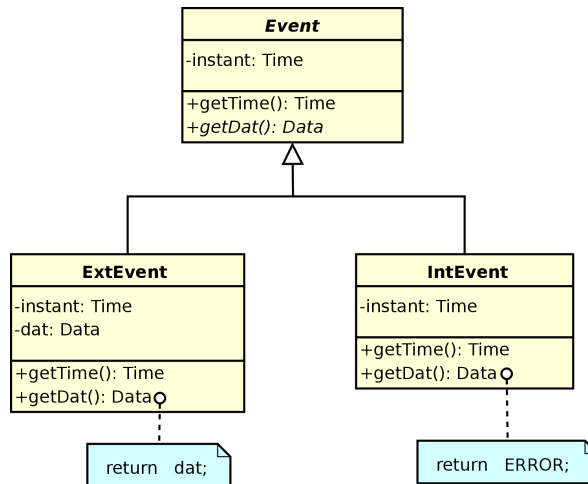 Event
-instant: Time
+getTime(): Time
+getDat(): Data
ExtEvent
-instant: Time
-dat: Data
+getTime(): Time
+getDat(): Data
return dat;
IntEvent
-instant: Time
+getTime(): Time
+getDat(): Data
return ERROR;